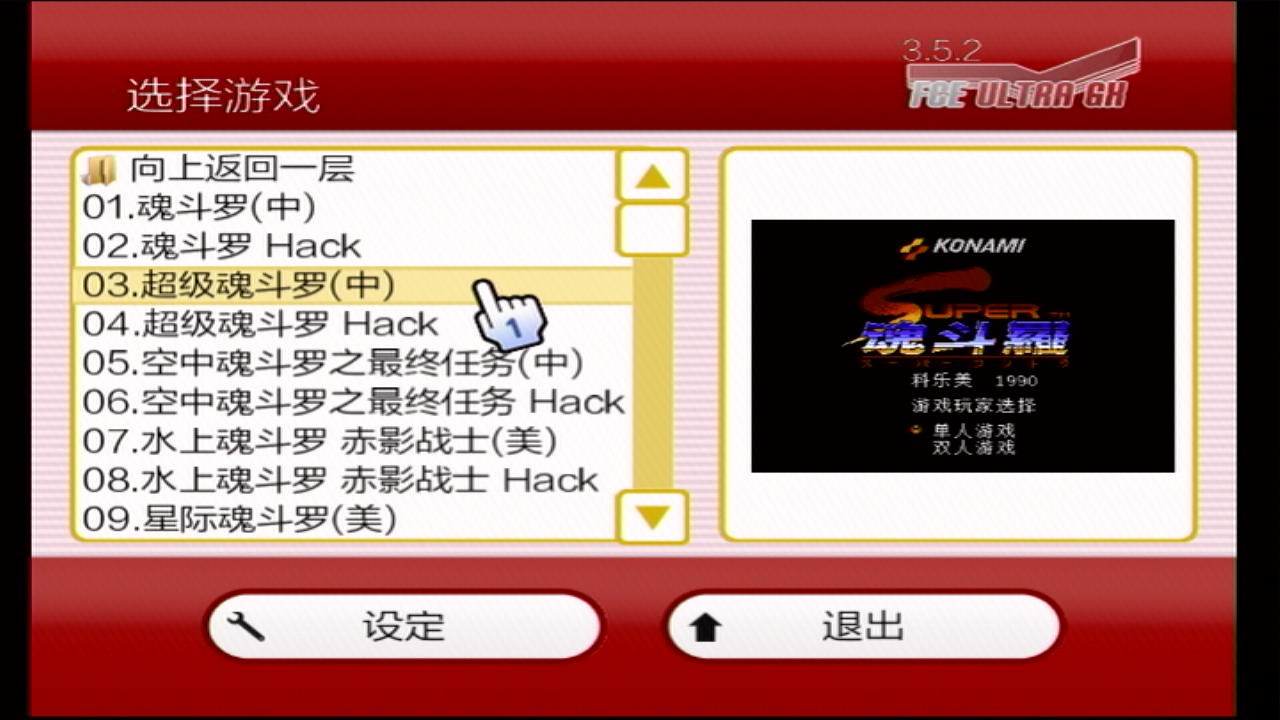 3.5.2
FCE ULTRA GX
选择游戏
向上返回一层
01.魂斗罗(中)
02.魂斗罗 Hack
03.超级魂斗罗(中)
04.超级魂斗罗 Hack
05.空中魂斗罗之最终任务(中)
06.空中魂斗罗之最终任务 Hack
07.水上魂斗罗 赤影战士(美)
08.水上魂斗罗 赤影战士 Hack
09.星际魂斗罗(美)
1
KONAMI
SUPER TM
魂斗羅
科乐美 1990
游戏玩家选择
单人游戏
双人游戏
设定
退出